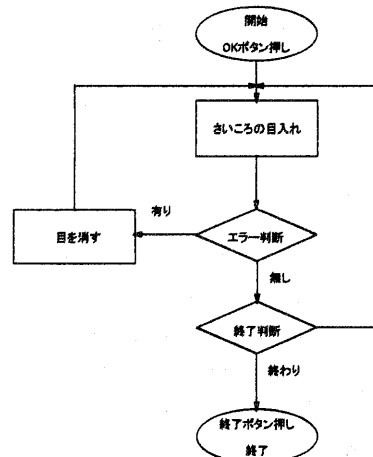 開始
OKボタン押し
さいころの目入れ
有り
目を消す
エラー判断
無し
終了判断
終わり
終了ボタン押し
終了